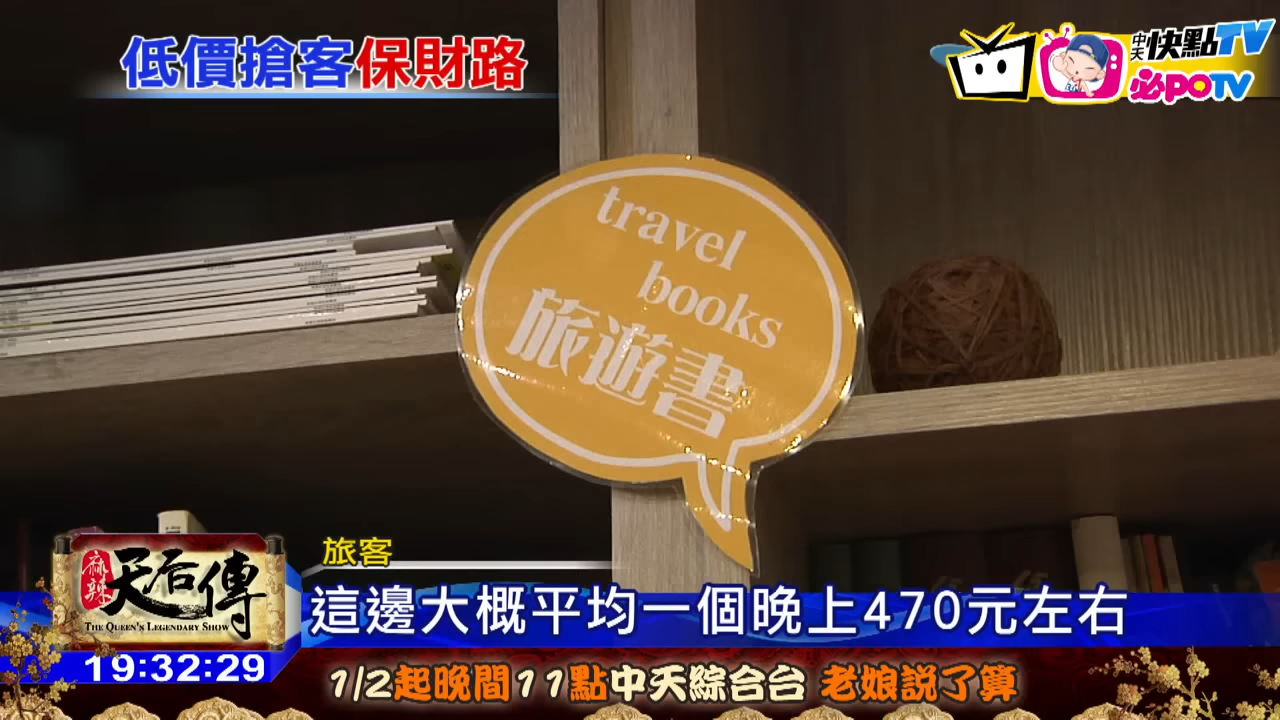 低價搶客保財路
中天快點TV
必POTV
travel
books
旅遊書
旅客
這邊大概平均一個晚上470元左右
麻辣天后傳
THE QUEEN'S LEGENDARY SHOW
19:32:29
1/2起晚間11點中天綜合台 老娘說了算